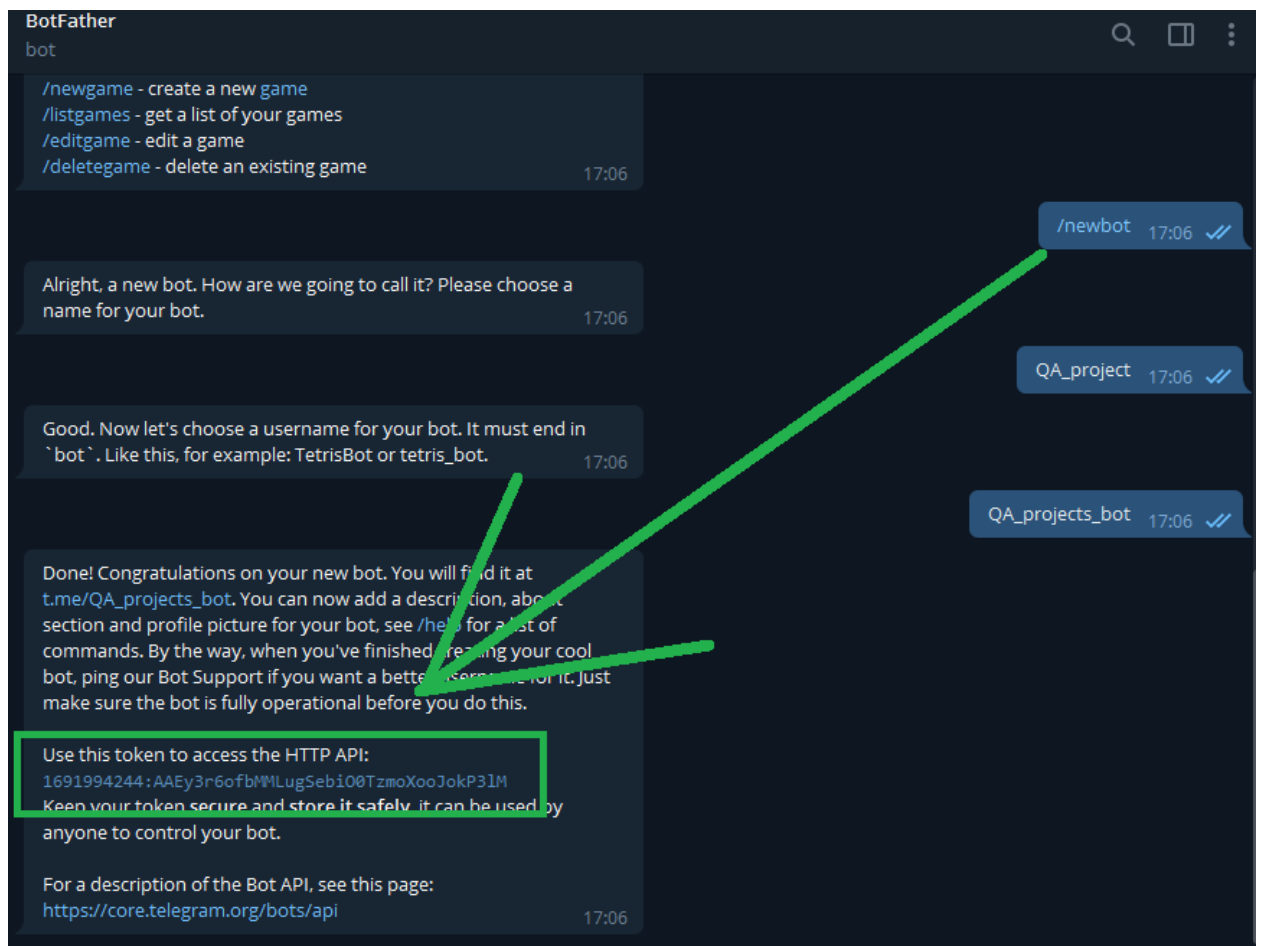 BotFather
bot
/newgame - create a new game
/listgames - get a list of your games
/editgame - edit a game
/deletegame - delete an existing game
17:06
/newbot 17:06
Alright, a new bot. How are we going to call it? Please choose a
name for your bot.
17:06
QA_project 17:06
Good. Now let's choose a username for your bot. It must end in
`bot`. Like this, for example: TetrisBot or tetris_bot.
17:06
QA_projects_bot 17:06
Done! Congratulations on your new bot. You will find it at
t.me/QA_projects_bot. You can now add a description, about
section and profile picture for your bot, see /help for a list of
commands. By the way, when you've finished creating your cool
bot, ping our Bot Support if you want a better username for it. Just
make sure the bot is fully operational before you do this.
Use this token to access the HTTP API:
1691994244:AAEy3r6ofbMMLugSebiO0TzmoXooJokP3lM
Keep your token secure and store it safely, it can be used by
anyone to control your bot.
For a description of the Bot API, see this page:
https://core.telegram.org/bots/api
17:06